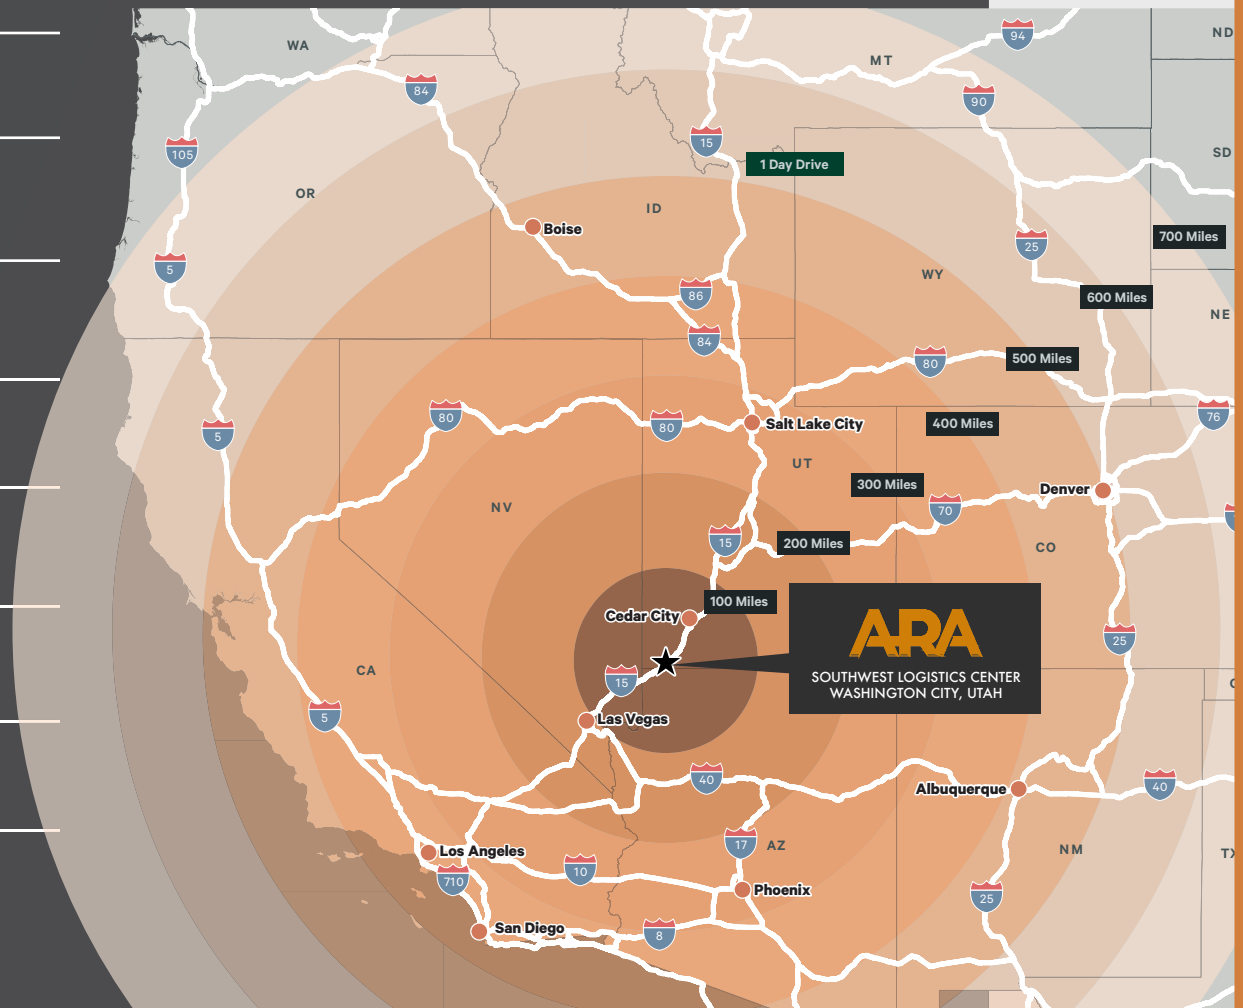 ND
94
WA
MT
84
90
15
105
SD
1 Day Drive
OR
ID
Boise
700 Miles
25
5
WY
86
600 Miles
NE
84
80
500 Miles
80
76
80
Salt Lake City
400 Miles
5
UT
300 Miles
Denver
NV
70
15
200 Miles
CO
100 Miles
Cedar City
ARA
25
CA
SOUTHWEST LOGISTICS CENTER
15
WASHINGTON CITY, UTAH
5
Las Vegas
40
Albuquerque
40
17
AZ
NM
Los Angeles
10
710
Phoenix
25
San Diego
8